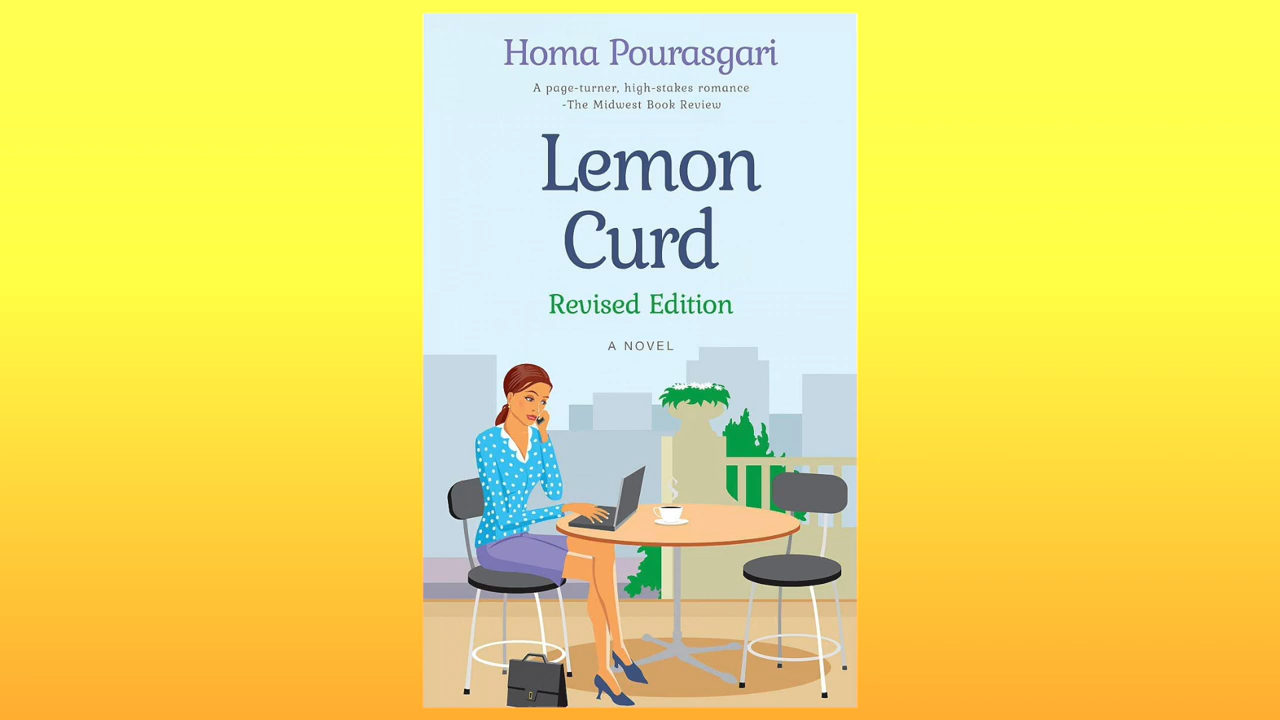 Homa Pourasgari
A page-turner, high-stakes romance
-The Midwest Book Review
Lemon
Curd
Revised Edition
A NOVEL